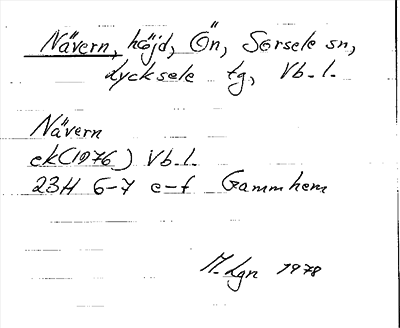 Nävern, höjd, Ön, Sorsele sn,
Lycksele tg, Vb.l.
Nävern
ek(1976) Vb.l.
23H 6-7 e-f Gammhem
M.Lgn 1978